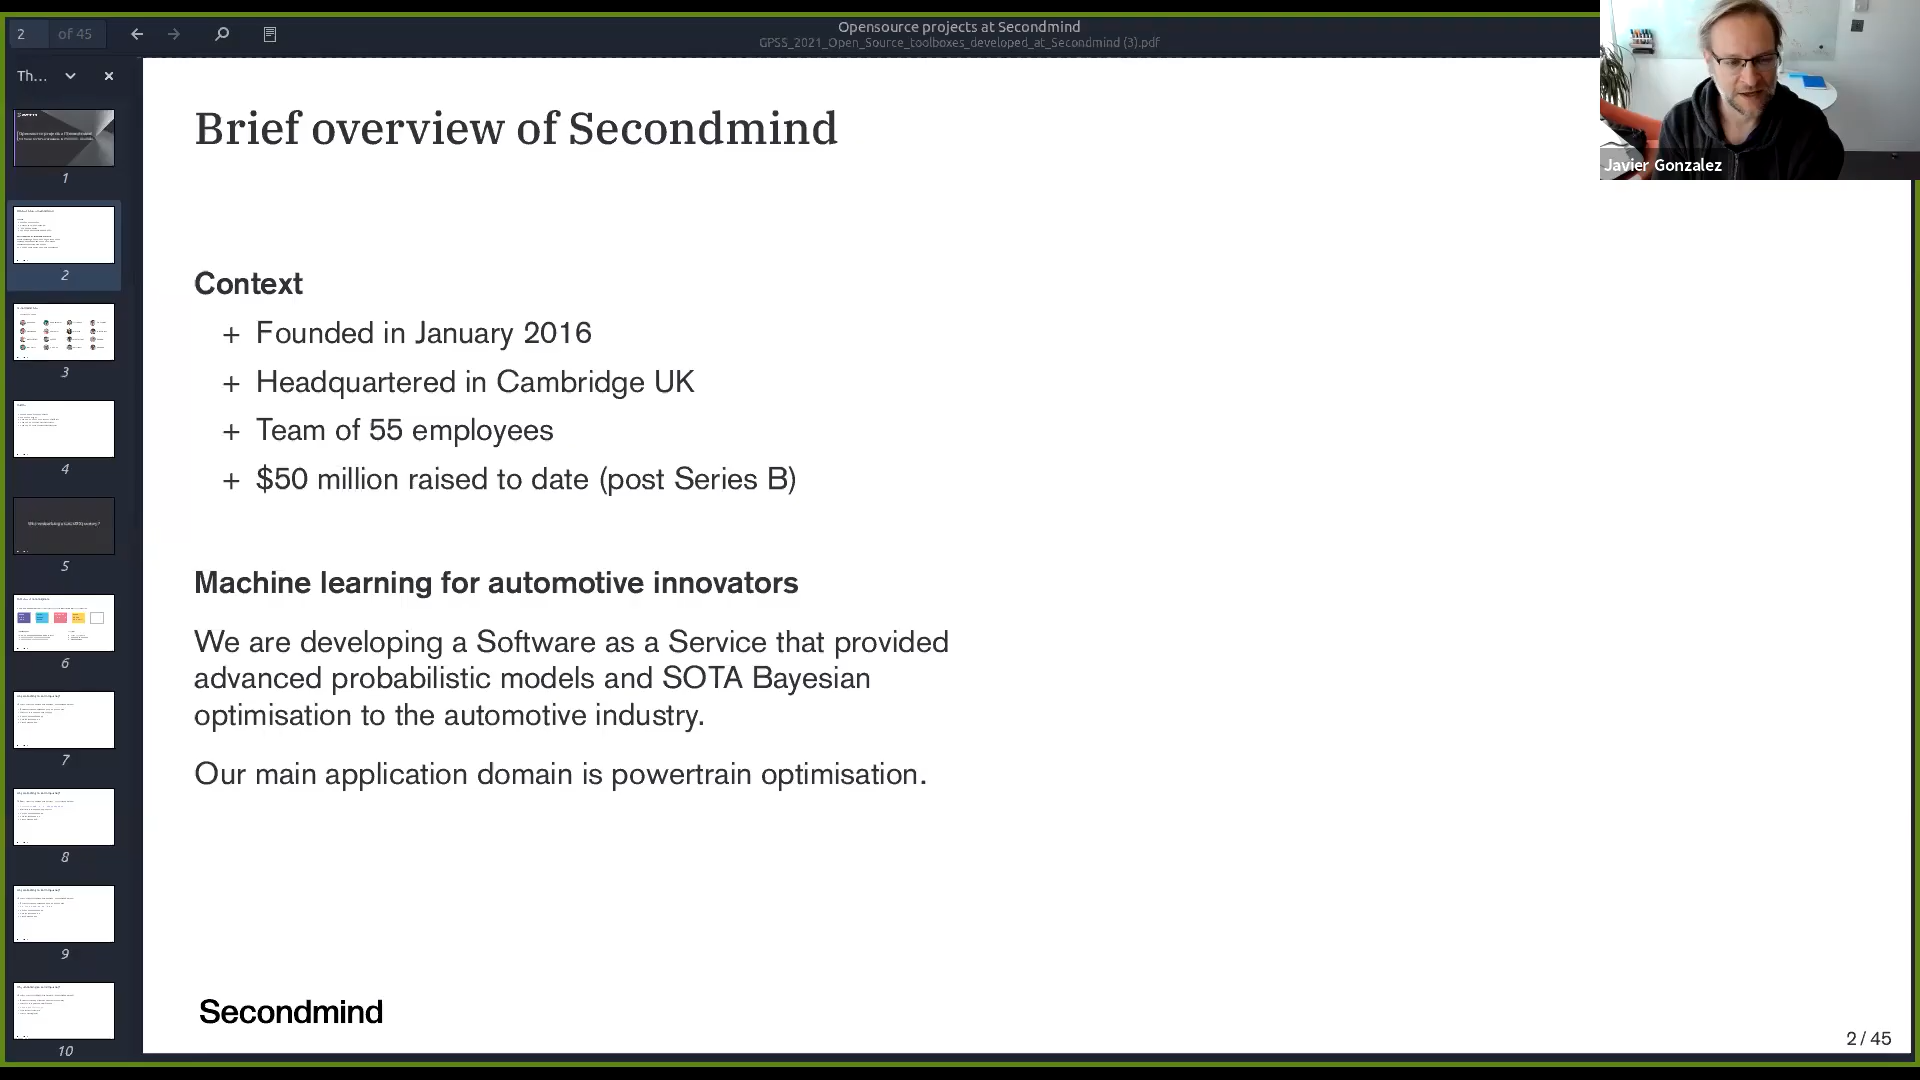 2 of 45
Opensource projects at Secondmind
GPSS_2021_Open_Source_toolboxes_developed_at_Secondmind (3).pdf
Th...
1
2
3
4
5
6
7
8
9
10
Brief overview of Secondmind
Context
+ Founded in January 2016
+ Headquartered in Cambridge UK
+ Team of 55 employees
+ $50 million raised to date (post Series B)
Machine learning for automotive innovators
We are developing a Software as a Service that provided
advanced probabilistic models and SOTA Bayesian
optimisation to the automotive industry.
Our main application domain is powertrain optimisation.
Secondmind
2 / 45
Javier Gonzalez